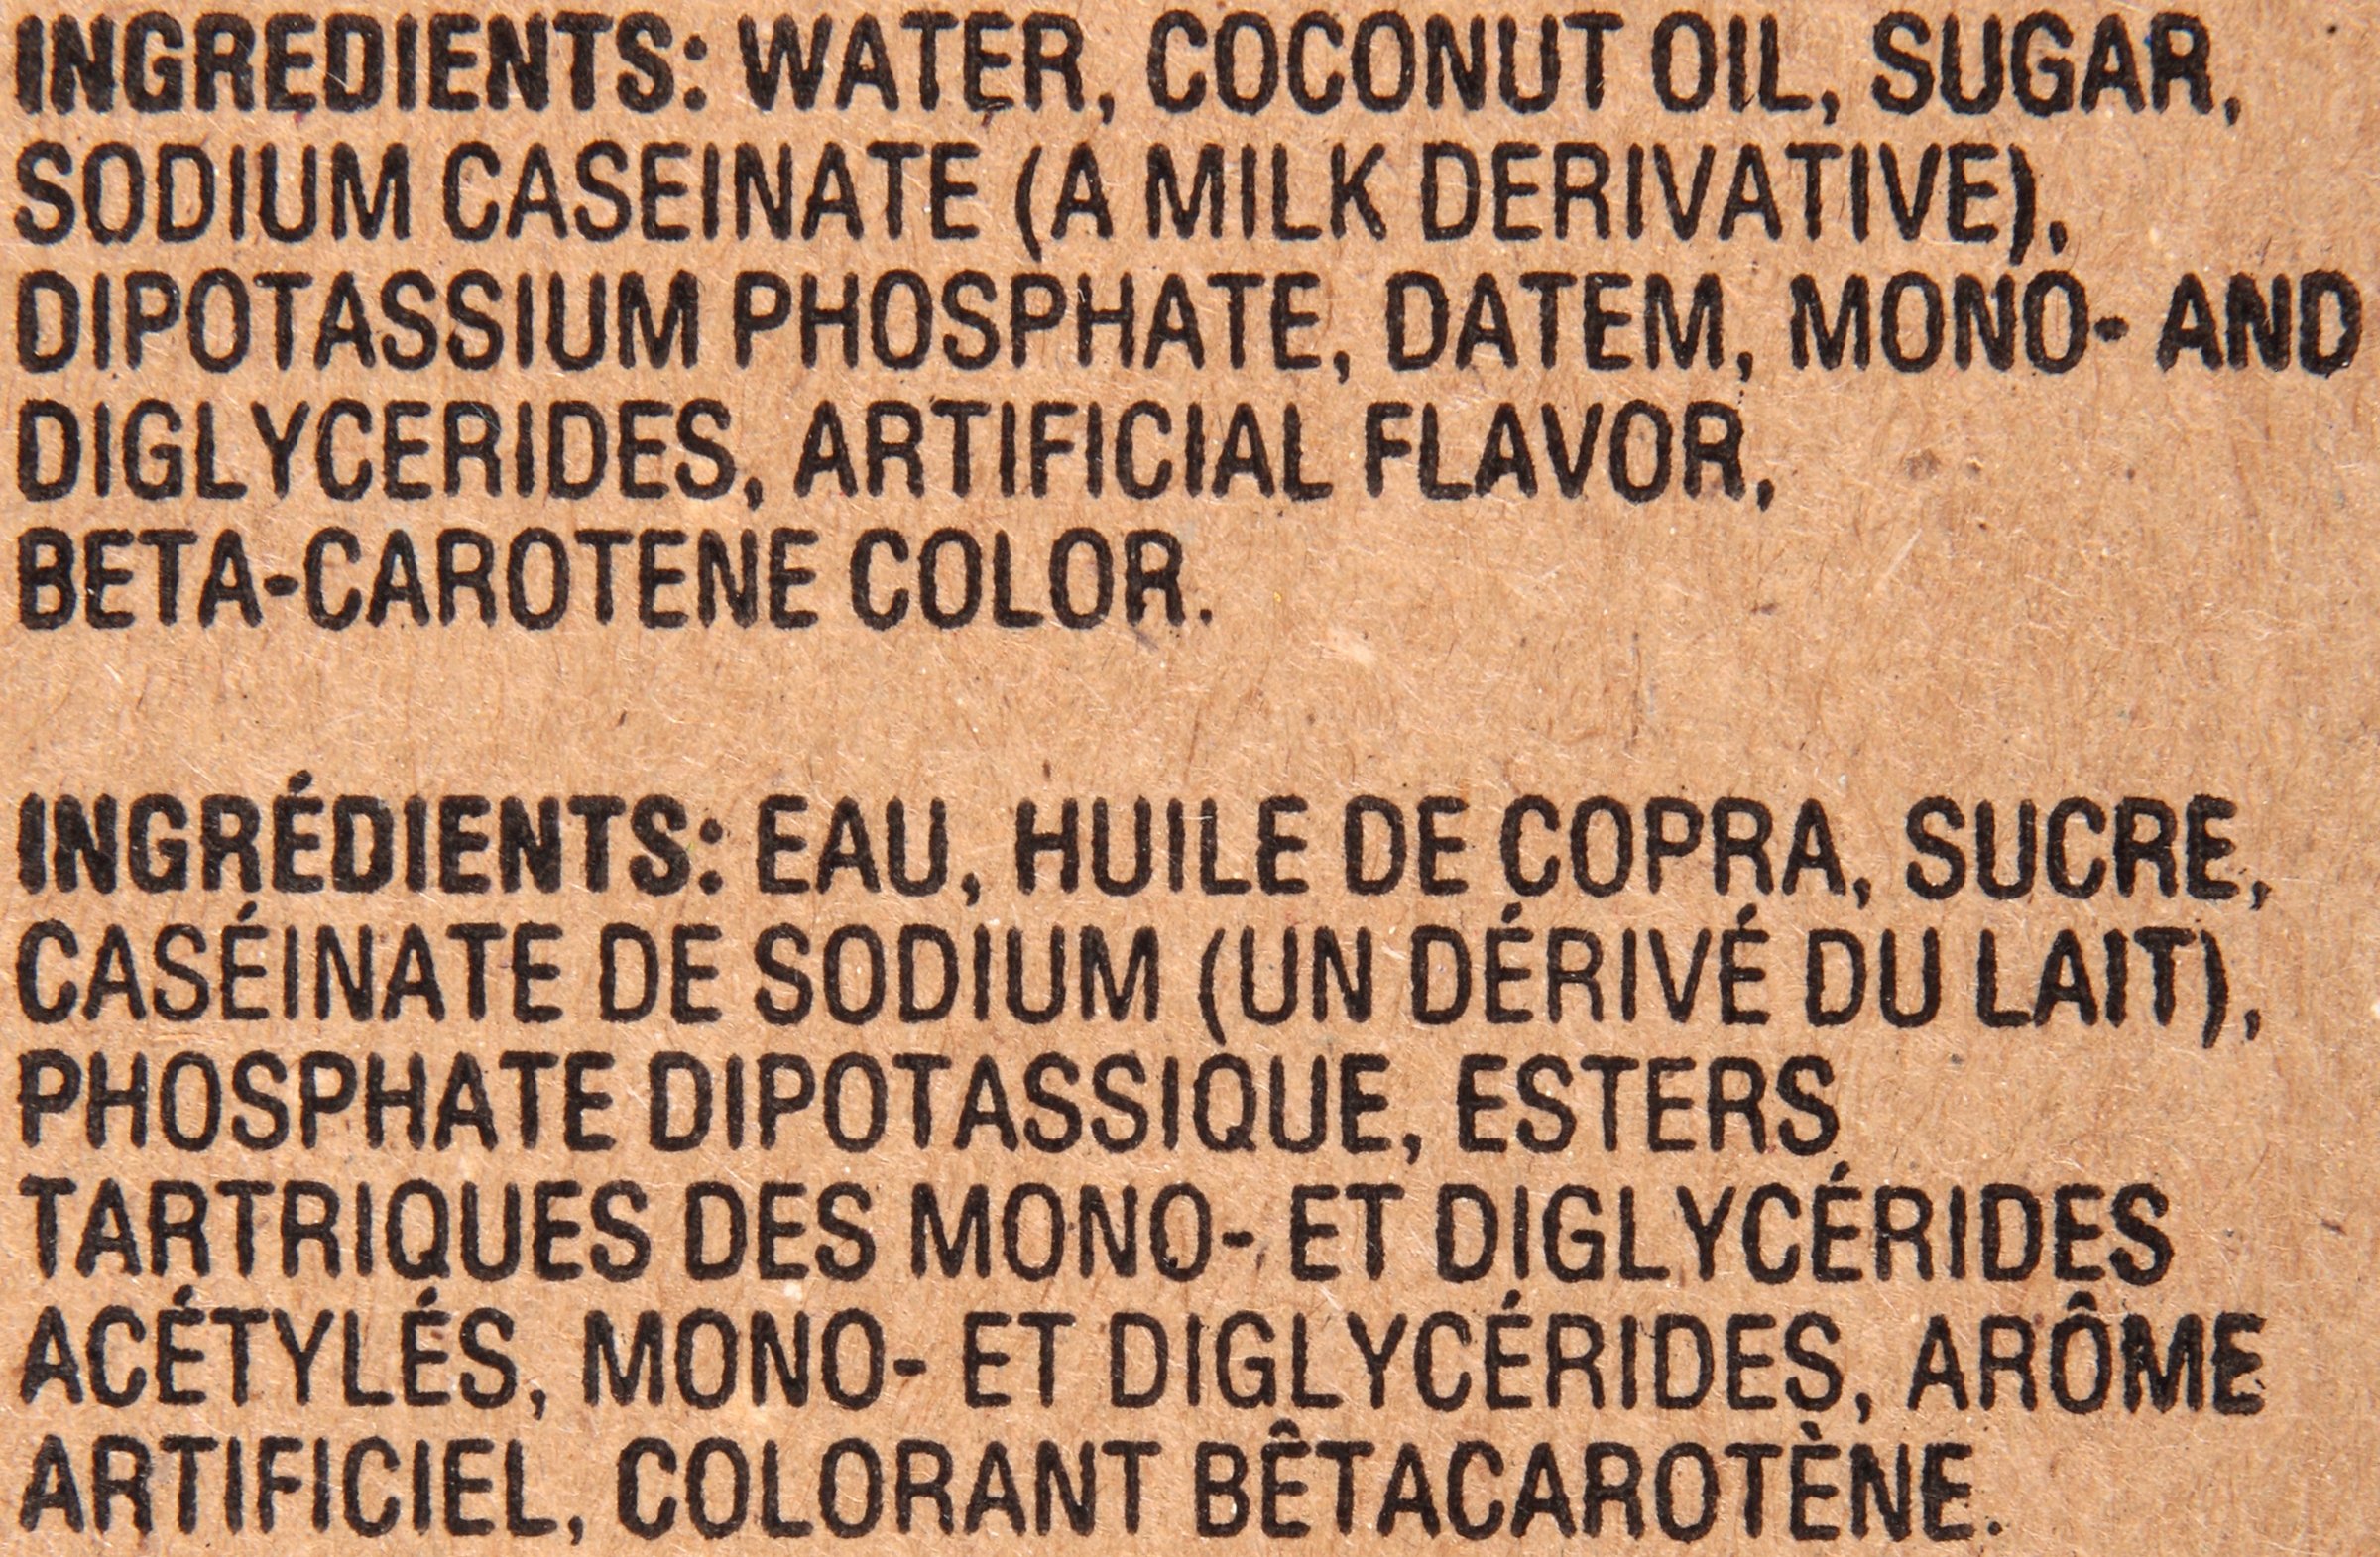 INGREDIENTS: WATER, COCONUT OIL, SUGAR,
SODIUM CASEINATE (A MILK DERIVATIVE),
DIPOTASSIUM PHOSPHATE, DATEM, MONO- AND
DIGLYCERIDES, ARTIFICIAL FLAVOR,
BETA-CAROTENE COLOR.
INGRÉDIENTS: EAU, HUILE DE COPRA, SUCRE,
CASÉINATE DE SODIUM (UN DÉRIVÉ DU LAIT),
PHOSPHATE DIPOTASSIQUE, ESTERS
TARTRIQUES DES MONO- ET DIGLYCÉRIDES
ACÉTYLÉS, MONO- ET DIGLYCÉRIDES, ARÔME
ARTIFICIEL, COLORANT BÊTACAROTÈNE.